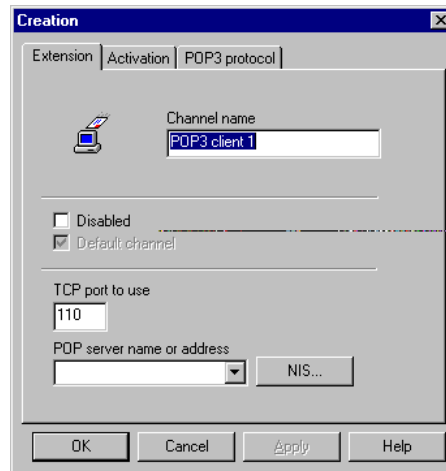 Creation
Extension Activation POP3 protocol
Channel name
POP3 client 1
Disabled
Default channel
TCP port to use
110
POP server name or address
NIS...
OK Cancel Apply Help